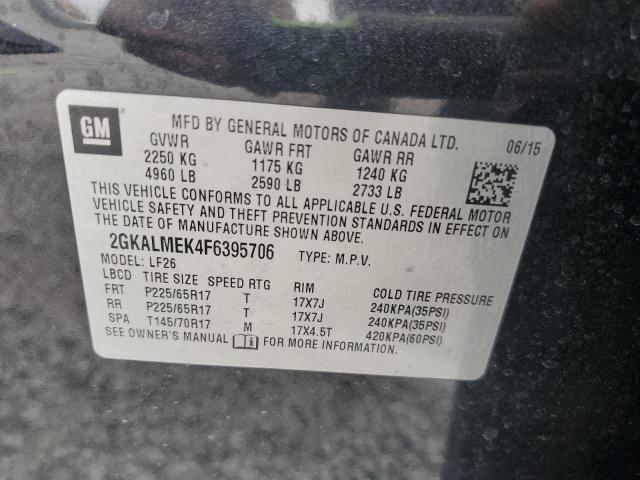 GM
MFD BY GENERAL MOTORS OF CANADA LTD. 06/15
GVWR GAWR FRT GAWR RR
2250 KG 1175 KG 1240 KG
4960 LB 2590 LB 2733 LB
THIS VEHICLE CONFORMS TO ALL APPLICABLE U.S. FEDERAL MOTOR
VEHICLE SAFETY AND THEFT PREVENTION STANDARDS IN EFFECT ON
THE DATE OF MANUFACTURE SHOWN ABOVE.
2GKALMEK4F6395706 TYPE: M.P.V.
MODEL: LF26
LBCD TIRE SIZE SPEED RTG RIM COLD TIRE PRESSURE
FRT P225/65R17 T 17X7J 240KPA(35PSI)
RR P225/65R17 T 17X7J 240KPA(35PSI)
SPA T145/70R17 M 17X4.5T 420KPA(60PSI)
SEE OWNER'S MANUAL FOR MORE INFORMATION.